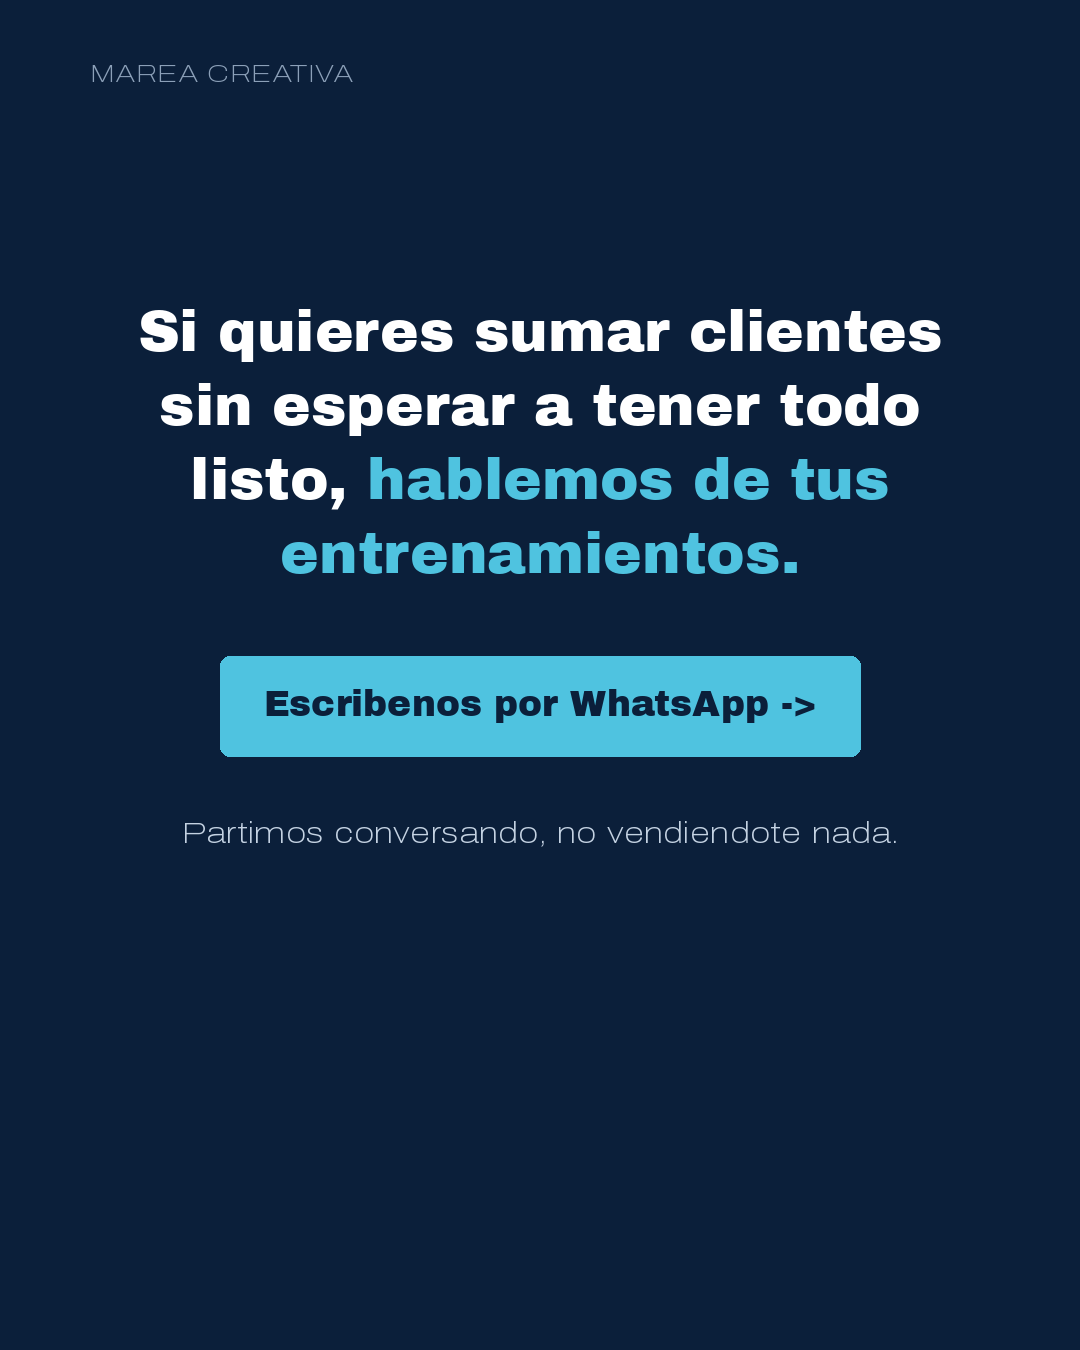 MAREA CREATIVA
Si quieres sumar clientes
sin esperar a tener todo
listo, hablemos de tus
entrenamientos.
Escribenos por WhatsApp ->
Partimos conversando, no vendiendote nada.